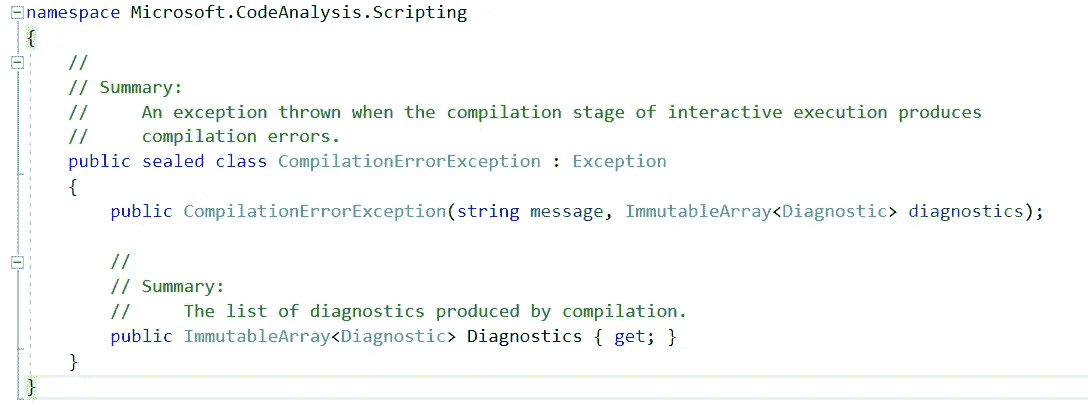 namespace Microsoft.CodeAnalysis.Scripting
{
//
// Summary:
//     An exception thrown when the compilation stage of interactive execution produces
//     compilation errors.
public sealed class CompilationErrorException : Exception
{
public CompilationErrorException(string message, ImmutableArray<Diagnostic> diagnostics);
//
// Summary:
//     The list of diagnostics produced by compilation.
public ImmutableArray<Diagnostic> Diagnostics { get; }
}
}